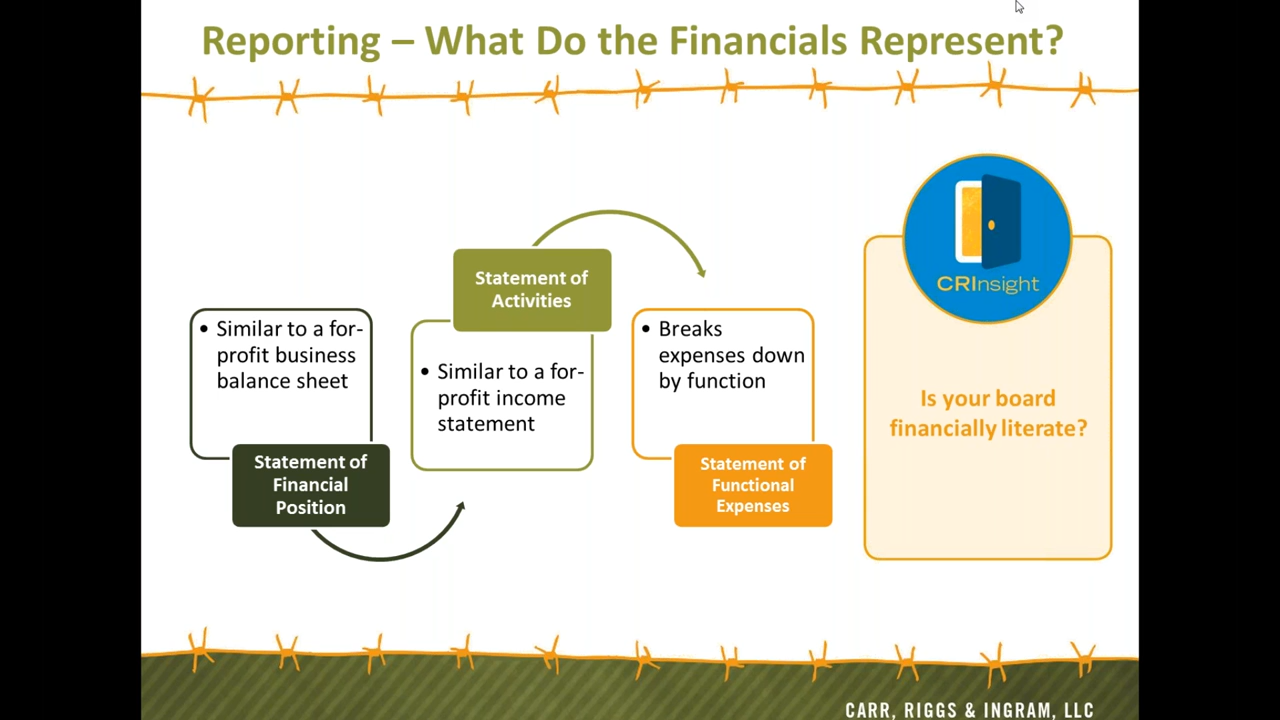 Reporting – What Do the Financials Represent?
• Similar to a for-
profit business
balance sheet
Statement of
Financial
Position
Statement of
Activities
• Similar to a for-
profit income
statement
• Breaks
expenses down
by function
Statement of
Functional
Expenses
CRInsight
Is your board
financially literate?
CARR, RIGGS & INGRAM, LLC